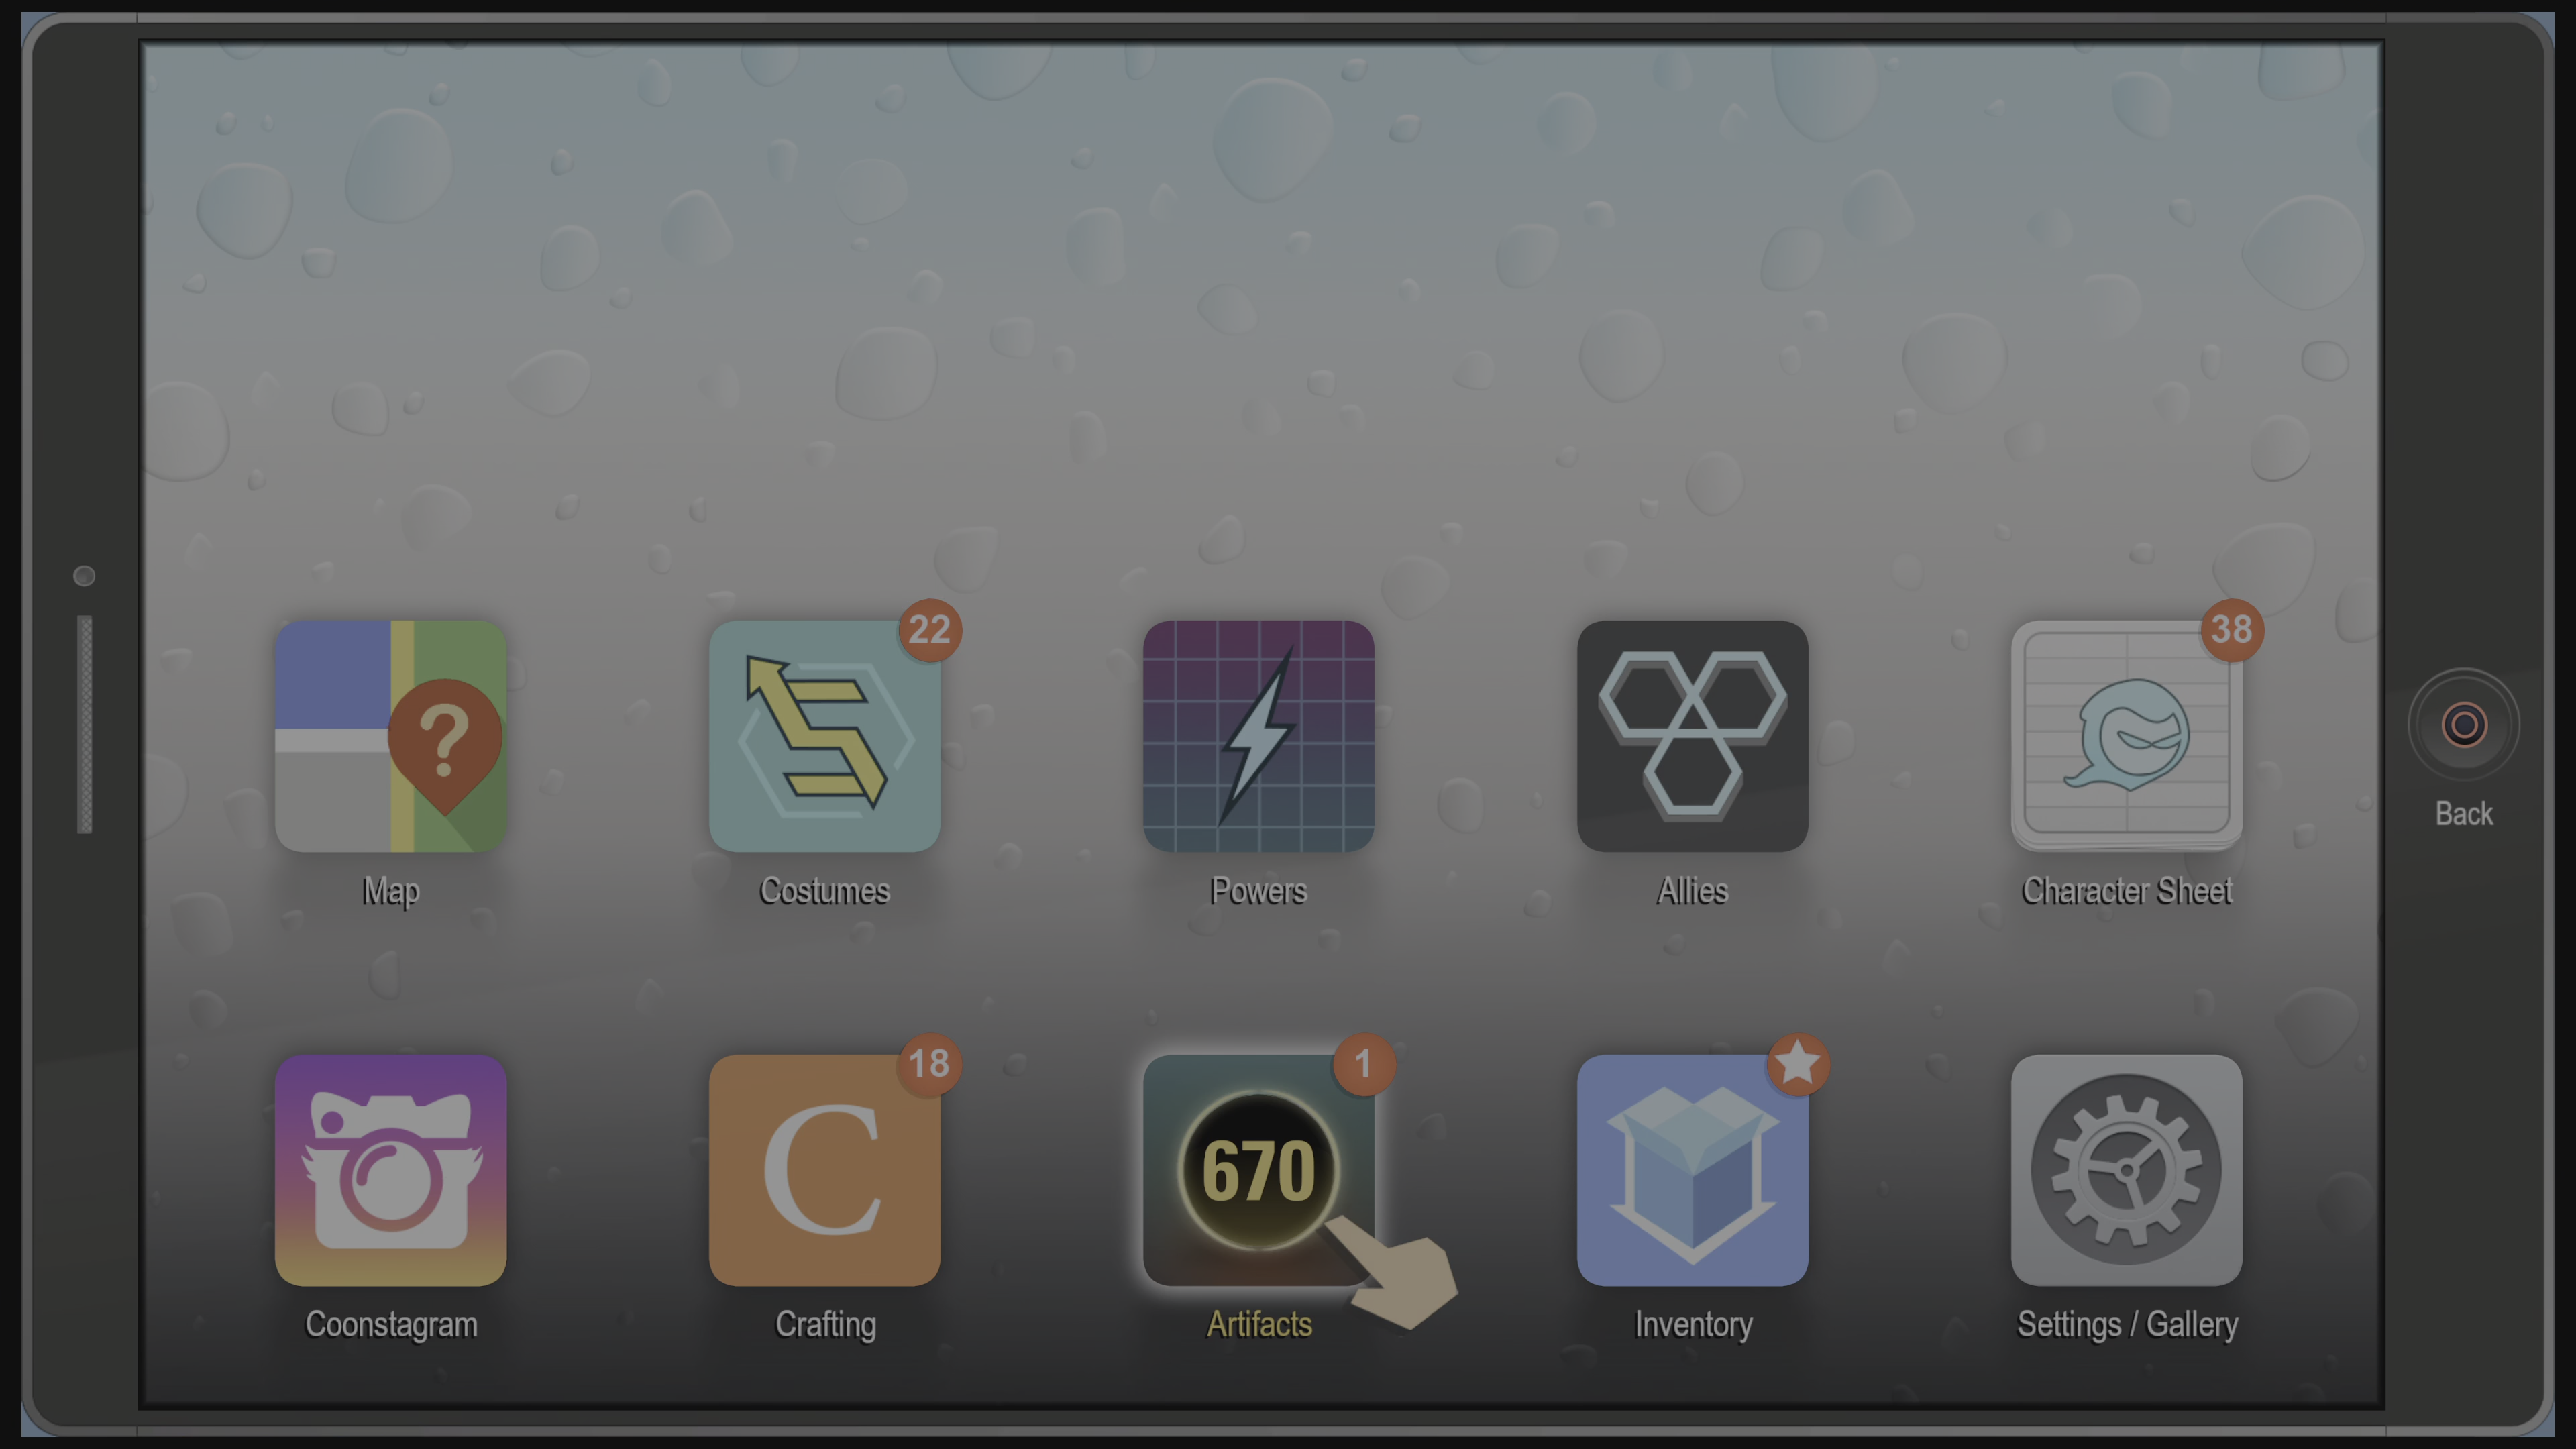 22
38
?
Map
Costumes
Powers
Allies
Character Sheet
Back
18
1
C
670
Coonstagram
Crafting
Artifacts
Inventory
Settings / Gallery